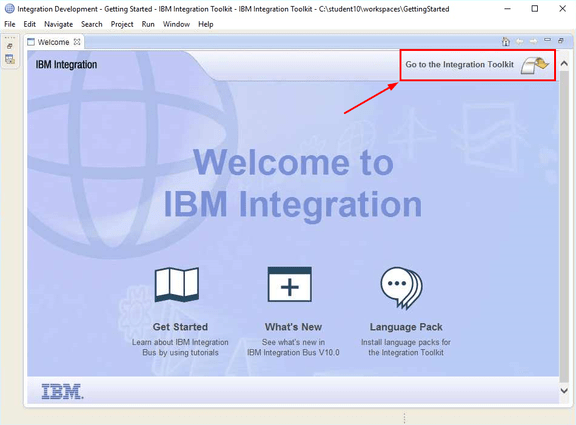 Integration Development - Getting Started - IBM Integration Toolkit - IBM Integration Toolkit - C:\student10\workspaces\GettingStarted
File Edit Navigate Search Project Run Window Help
Welcome
IBM Integration
Go to the Integration Toolkit
Welcome to
IBM Integration
Get Started
Learn about IBM Integration
Bus by using tutorials
What's New
See what's new in
IBM Integration Bus V10.0
Language Pack
Install language packs for
the Integration Toolkit
IBM.